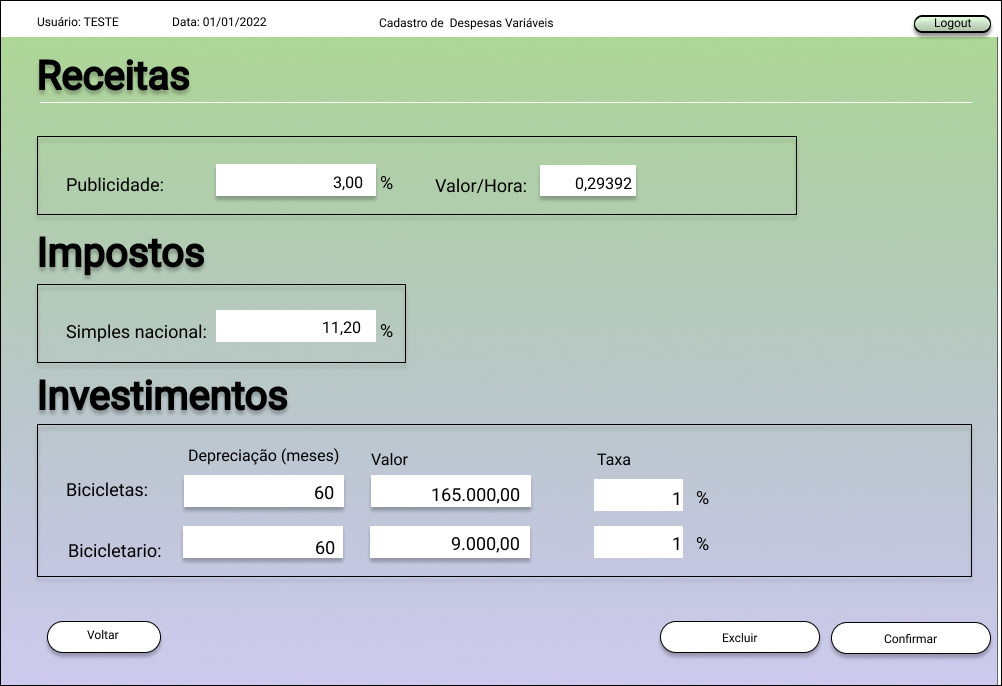 Usuário: TESTE Data: 01/01/2022 Cadastro de Despesas Variáveis Logout
Receitas
Publicidade: 3,00 % Valor/Hora: 0,29392
Impostos
Simples nacional: 11,20 %
Investimentos
Depreciação (meses) Valor Taxa
Bicicletas: 60 165.000,00 1 %
Bicicletario: 60 9.000,00 1 %
Voltar Excluir Confirmar